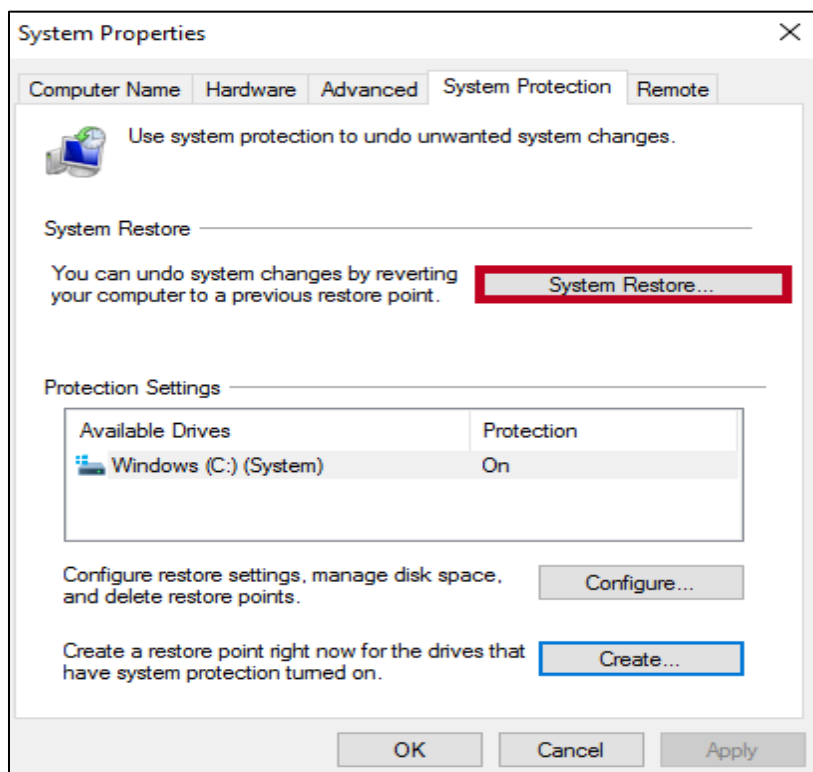 System Properties
Computer Name Hardware Advanced System Protection Remote
Use system protection to undo unwanted system changes.
System Restore
You can undo system changes by reverting
your computer to a previous restore point.
System Restore...
Protection Settings
Available Drives Protection
Windows (C:) (System) On
Configure restore settings, manage disk space,
and delete restore points.
Configure...
Create a restore point right now for the drives that
have system protection turned on.
Create...
OK Cancel Apply